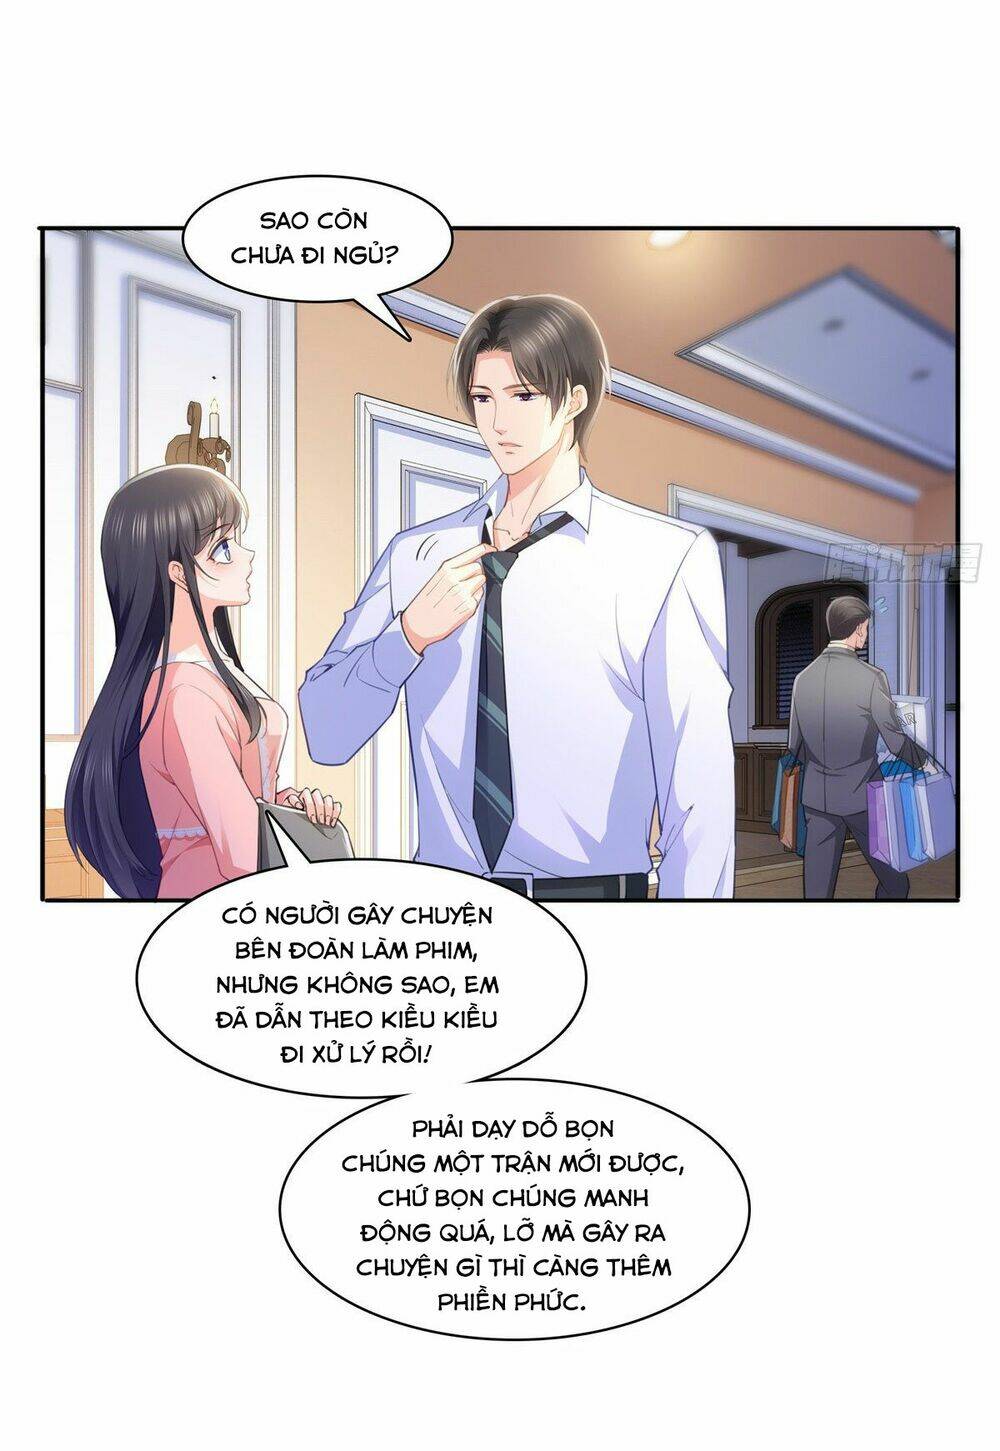 SAO CÒN
CHƯA ĐI NGỦ?
AR
CÓ NGƯỜI GÂY CHUYỆN
BÊN ĐOÀN LÀM PHIM,
NHƯNG KHÔNG SAO, EM
ĐÃ DẪN THEO KIỀU KIỀU
ĐI XỬ LÝ RỒI!
PHẢI DẠY DỖ BỌN
CHÚNG MỘT TRẬN MỚI ĐƯỢC,
CHỨ BỌN CHÚNG MANH
ĐỘNG QUÁ, LỠ MÀ GÂY RA
CHUYỆN GÌ THÌ CÀNG THÊM
PHIỀN PHỨC.